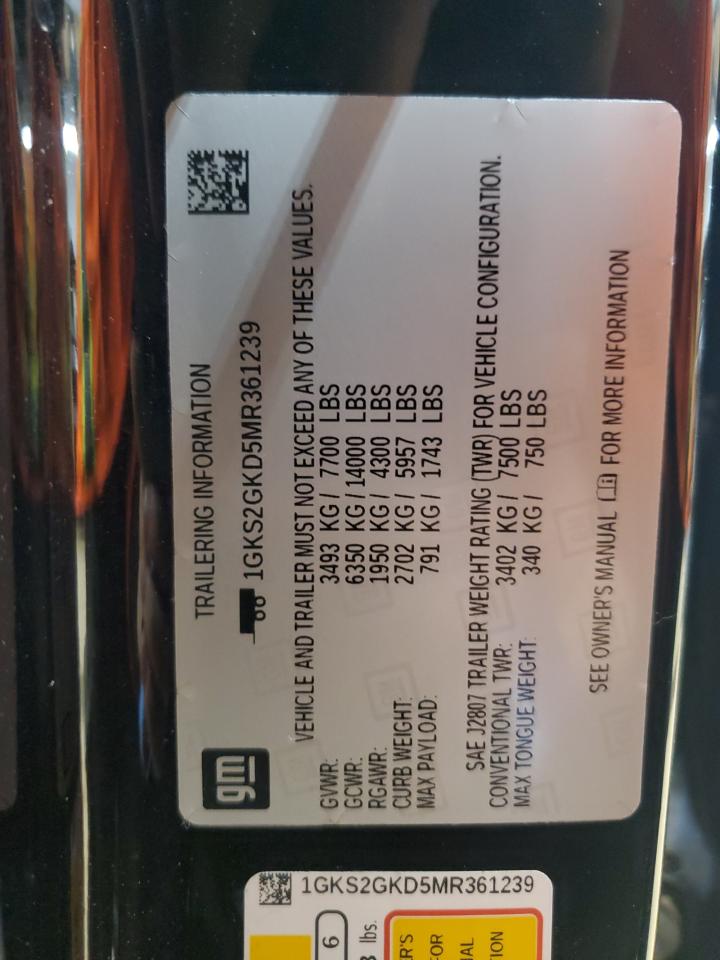 gm
TRAILERING INFORMATION
1GKS2GKD5MR361239
VEHICLE AND TRAILER MUST NOT EXCEED ANY OF THESE VALUES.
GVWR: 3493 KG / 7700 LBS
GCWR: 6350 KG / 14000 LBS
RGAWR: 1950 KG / 4300 LBS
CURB WEIGHT: 2702 KG / 5957 LBS
MAX PAYLOAD: 791 KG / 1743 LBS
SAE J2807 TRAILER WEIGHT RATING (TWR) FOR VEHICLE CONFIGURATION.
CONVENTIONAL TWR: 3402 KG / 7500 LBS
MAX TONGUE WEIGHT: 340 KG / 750 LBS
SEE OWNER'S MANUAL FOR MORE INFORMATION
1GKS2GKD5MR361239
6
lbs.